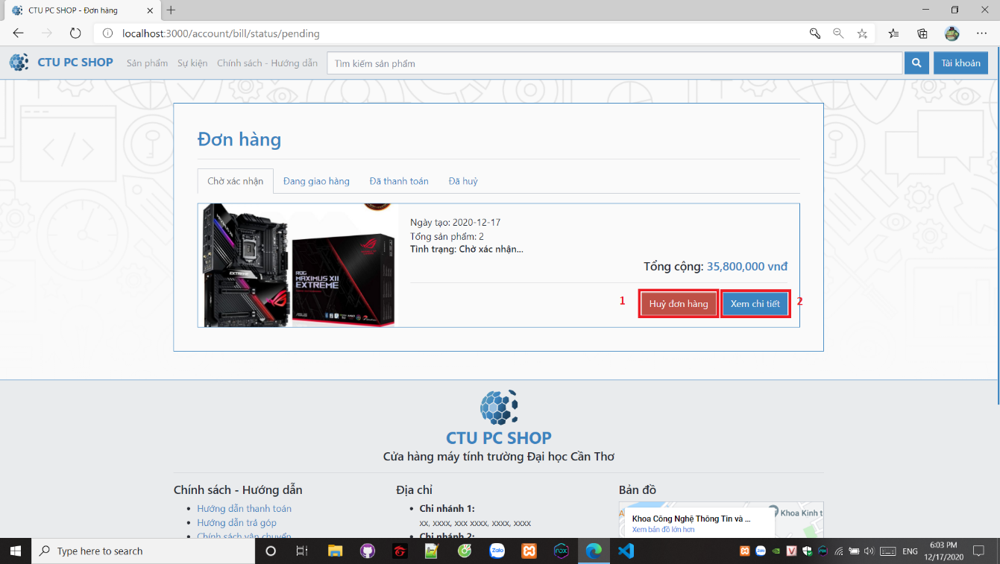 CTU PC SHOP - Đơn hàng
localhost:3000/account/bill/status/pending
CTU PC SHOP Sản phẩm Sự kiện Chính sách - Hướng dẫn Tìm kiếm sản phẩm Tài khoản
Đơn hàng
Chờ xác nhận Đang giao hàng Đã thanh toán Đã huỷ
EXTREME
ROG
MAXIMUS XII
EXTREME
Ngày tạo: 2020-12-17
Tổng sản phẩm: 2
Tình trạng: Chờ xác nhận...
Tổng cộng: 35,800,000 vnđ
1 Huỷ đơn hàng Xem chi tiết 2
CTU PC SHOP
Cửa hàng máy tính trường Đại học Cần Thơ
Chính sách - Hướng dẫn
Hướng dẫn thanh toán
Hướng dẫn trả góp
Chính sách vận chuyển
Địa chỉ
Chi nhánh 1:
xx, xxxx, xxx xxxx, xxxx, xxxx
Chi nhánh 2:
Bản đồ
Khoa Công Nghệ Thông Tin và ...
Xem bản đồ lớn hơn
Khoa Kinh t
Type here to search
Zalo
nox
ENG
6:03 PM
12/17/2020